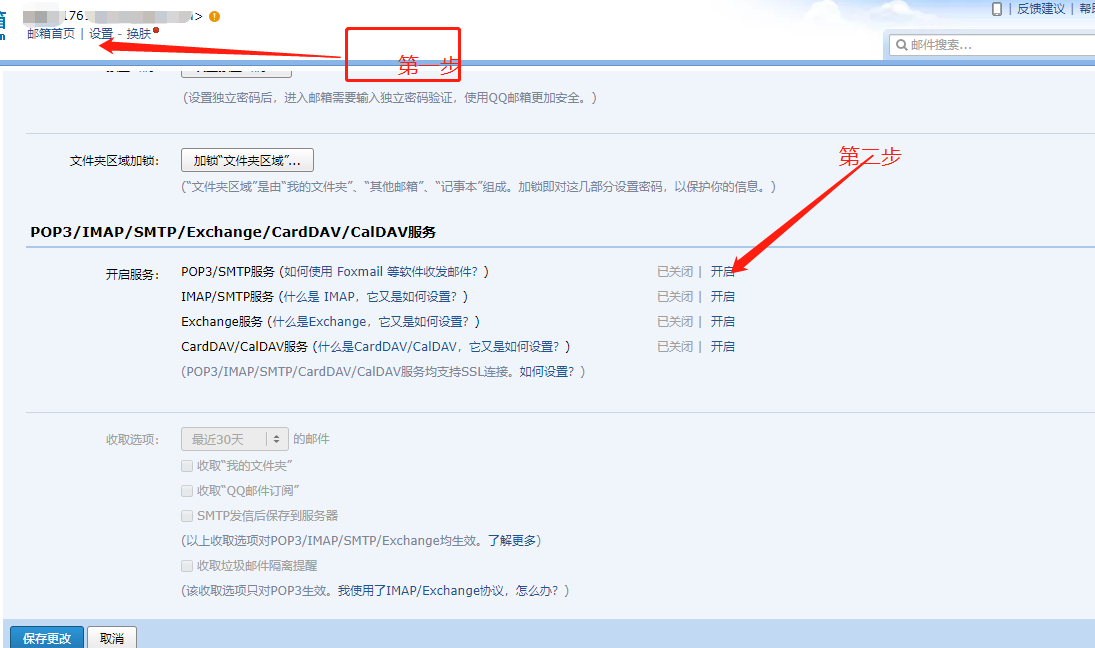 箱
176
>
反馈建议 | 帮
邮箱首页 | 设置 - 换肤
第一步
邮件搜索...
(设置独立密码后，进入邮箱需要输入独立密码验证，使用QQ邮箱更加安全。)
文件夹区域加锁：
加锁“文件夹区域”...
第二步
(“文件夹区域”是由“我的文件夹”、“其他邮箱”、“记事本”组成。加锁即对这几部分设置密码，以保护你的信息。)
POP3/IMAP/SMTP/Exchange/CardDAV/CalDAV服务
开启服务： POP3/SMTP服务 (如何使用 Foxmail 等软件收发邮件？) 已关闭 | 开启
IMAP/SMTP服务 (什么是 IMAP，它又是如何设置？) 已关闭 | 开启
Exchange服务 (什么是Exchange，它又是如何设置？) 已关闭 | 开启
CardDAV/CalDAV服务 (什么是CardDAV/CalDAV，它又是如何设置？) 已关闭 | 开启
(POP3/IMAP/SMTP/CardDAV/CalDAV服务均支持SSL连接。如何设置？)
收取选项： 最近30天 的邮件
收取“我的文件夹”
收取“QQ邮件订阅”
SMTP发信后保存到服务器
(以上收取选项对POP3/IMAP/SMTP/Exchange均生效。了解更多)
收取垃圾邮件隔离提醒
(该收取选项只对POP3生效。我使用了IMAP/Exchange协议，怎么办？)
保存更改 取消